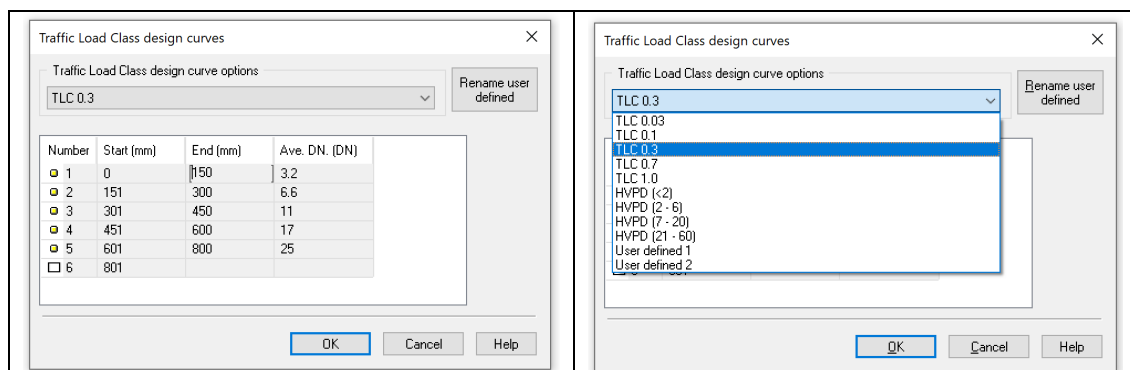 Traffic Load Class design curves
Traffic Load Class design curve options
TLC 0.3
Rename user
defined
Number Start (mm) End (mm) Ave. DN. (DN)
1 0 150 3.2
2 151 300 6.6
3 301 450 11
4 451 600 17
5 601 800 25
6 801
OK Cancel Help
Traffic Load Class design curves
Traffic Load Class design curve options
TLC 0.3
Rename user
defined
TLC 0.03
TLC 0.1
TLC 0.3
TLC 0.7
TLC 1.0
HVPD (<2)
HVPD (2 - 6)
HVPD (7 - 20)
HVPD (21 - 60)
User defined 1
User defined 2
OK Cancel Help